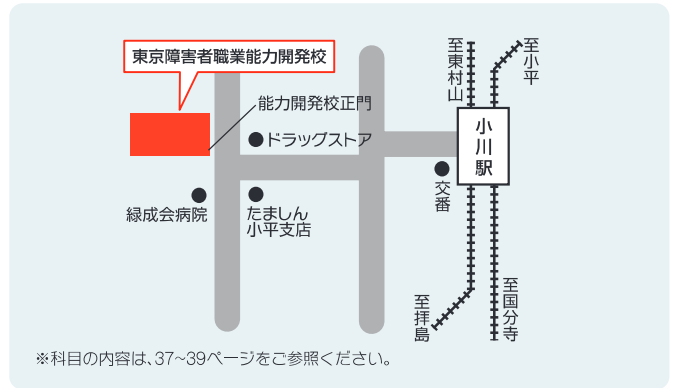 東京障害者職業能力開発校
能力開発校正門
ドラッグストア
緑成会病院
たましん
小平支店
至東村山
至小平
小川駅
交番
至拝島
至国分寺
※科目の内容は、37~39ページをご参照ください。